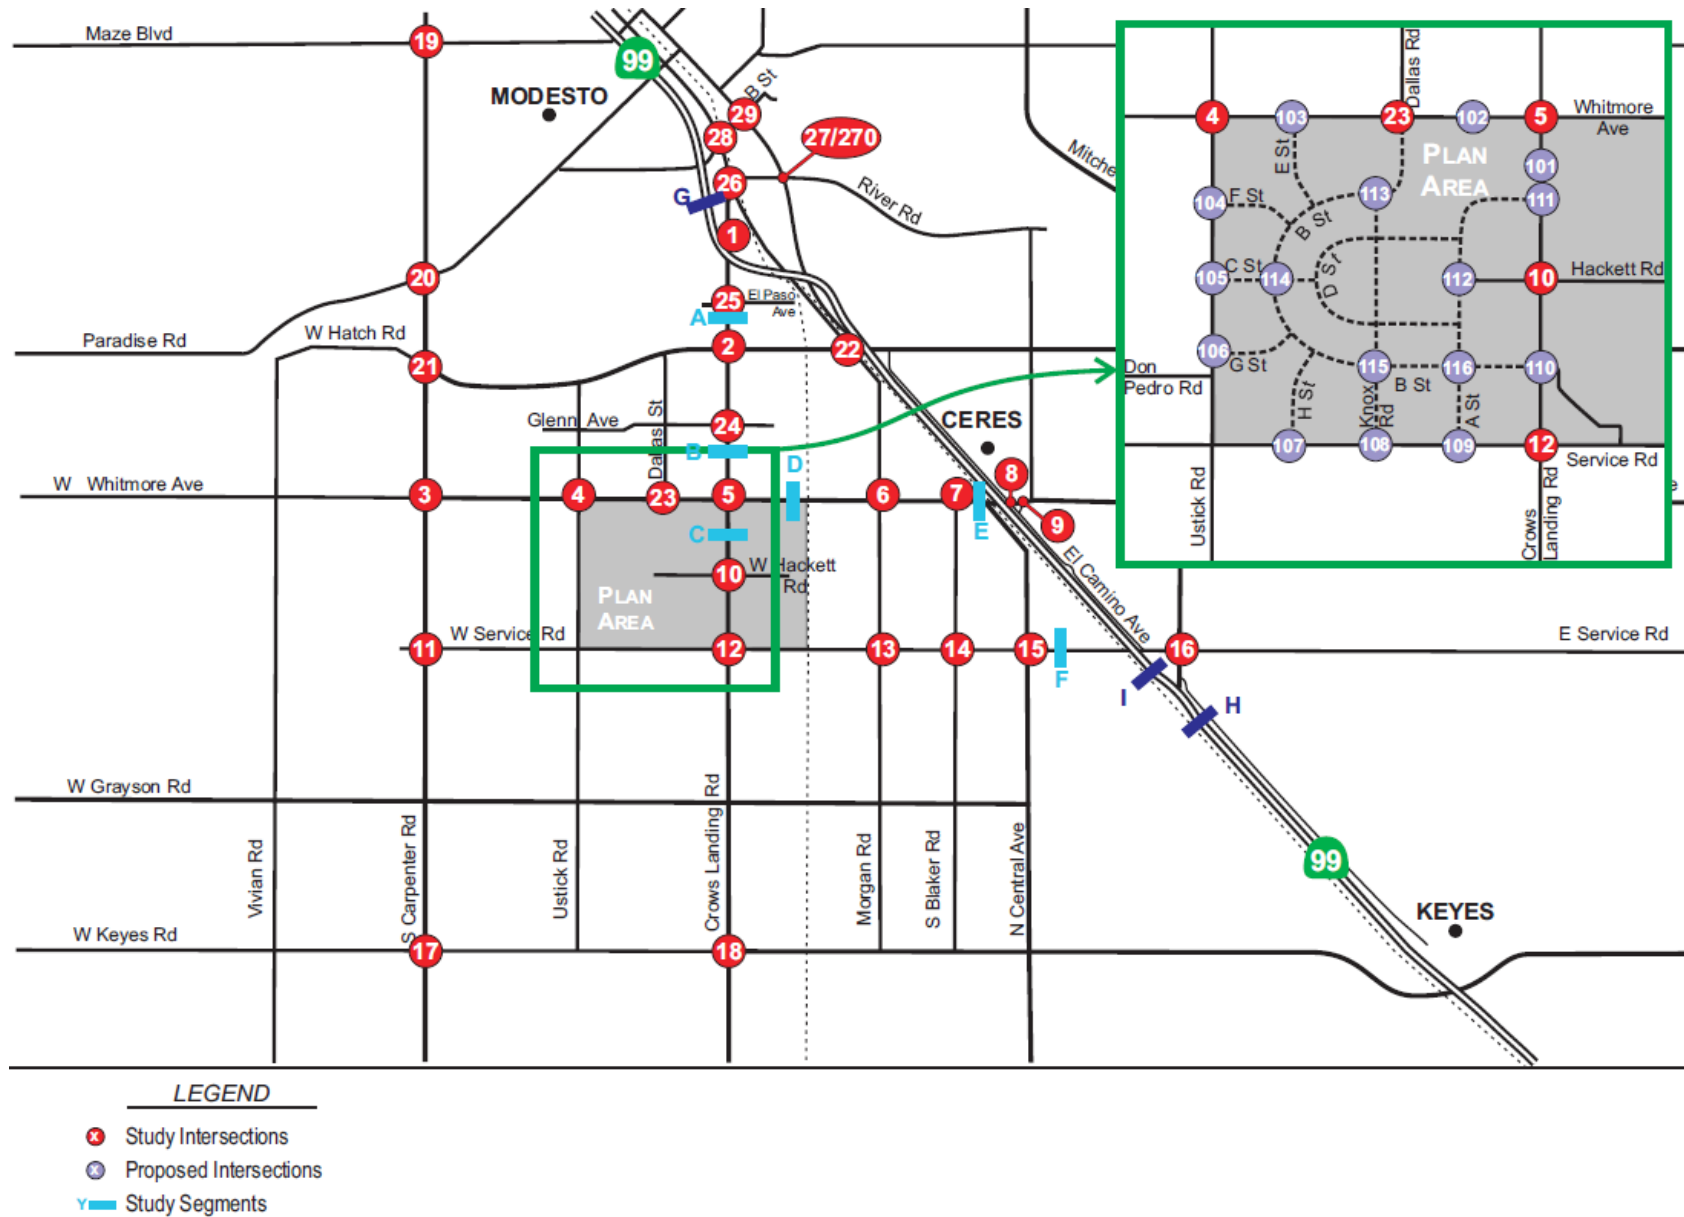 Maze Blvd
19
99
MODESTO
B St
29
28
27/270
26
G
River Rd
Mitche
1
20
25
El Paso
Ave
A
W Hatch Rd
Paradise Rd
2
22
21
Glenn Ave
24
Dallas St
CERES
B
D
W Whitmore Ave
3
4
23
5
6
7
8
9
E
C
10
W Hackett
Rd
PLAN
AREA
El Camino Ave
W Service Rd
E Service Rd
11
12
13
14
15
16
F
I
H
W Grayson Rd
Vivian Rd
S Carpenter Rd
Ustick Rd
Crows Landing Rd
Morgan Rd
S Blaker Rd
N Central Ave
99
KEYES
W Keyes Rd
17
18
Dallas Rd
4
103
23
102
5
Whitmore
Ave
E St
PLAN
AREA
101
104
F St
113
111
B St
105
C St
114
D St
112
10
Hackett Rd
106
G St
Don
Pedro Rd
115
116
110
B St
H St
Knox
Rd
A St
107
108
109
12
Service Rd
Ustick Rd
Crows
Landing Rd
e
LEGEND
X Study Intersections
X Proposed Intersections
Y Study Segments